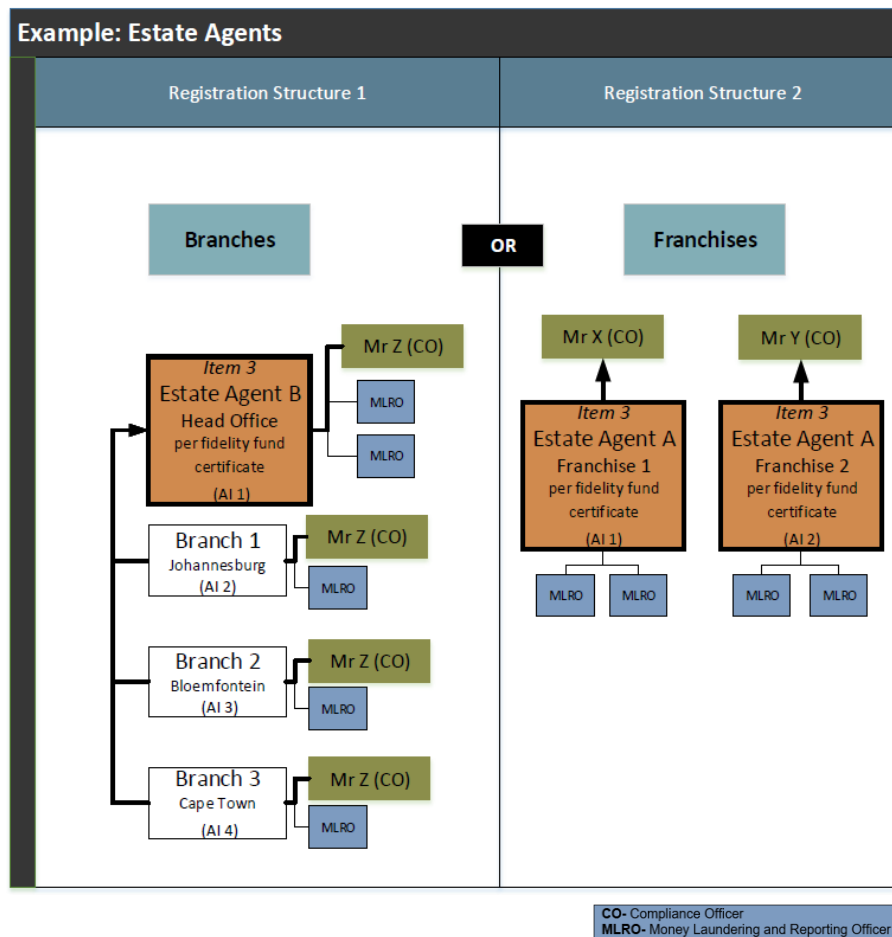 Example: Estate Agents
Registration Structure 1
Registration Structure 2
Branches
OR
Franchises
Mr Z (CO)
Item 3
Estate Agent B
Head Office
per fidelity fund
certificate
(AI 1)
MLRO
MLRO
Branch 1
Johannesburg
(AI 2)
Mr Z (CO)
MLRO
Branch 2
Bloemfontein
(AI 3)
Mr Z (CO)
MLRO
Branch 3
Cape Town
(AI 4)
Mr Z (CO)
MLRO
Mr X (CO)
Item 3
Estate Agent A
Franchise 1
per fidelity fund
certificate
(AI 1)
MLRO
MLRO
Mr Y (CO)
Item 3
Estate Agent A
Franchise 2
per fidelity fund
certificate
(AI 2)
MLRO
MLRO
CO- Compliance Officer
MLRO- Money Laundering and Reporting Officer